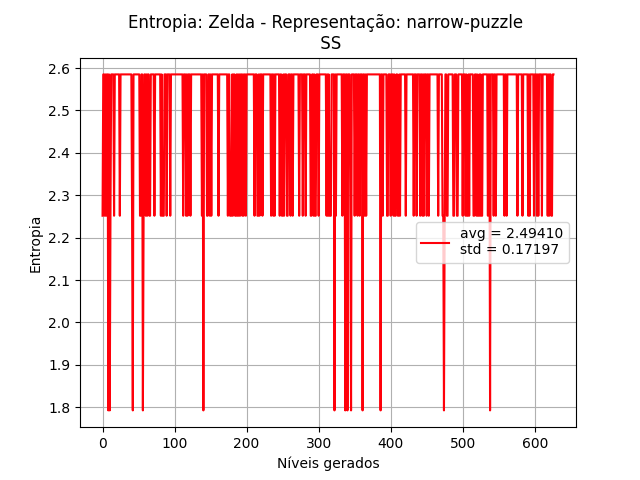 Entropia: Zelda - Representação: narrow-puzzle
SS
2.6
2.5
2.4
2.3
2.2
2.1
2.0
1.9
1.8
Entropia
avg = 2.49410
std = 0.17197
0 100 200 300 400 500 600
Níveis gerados